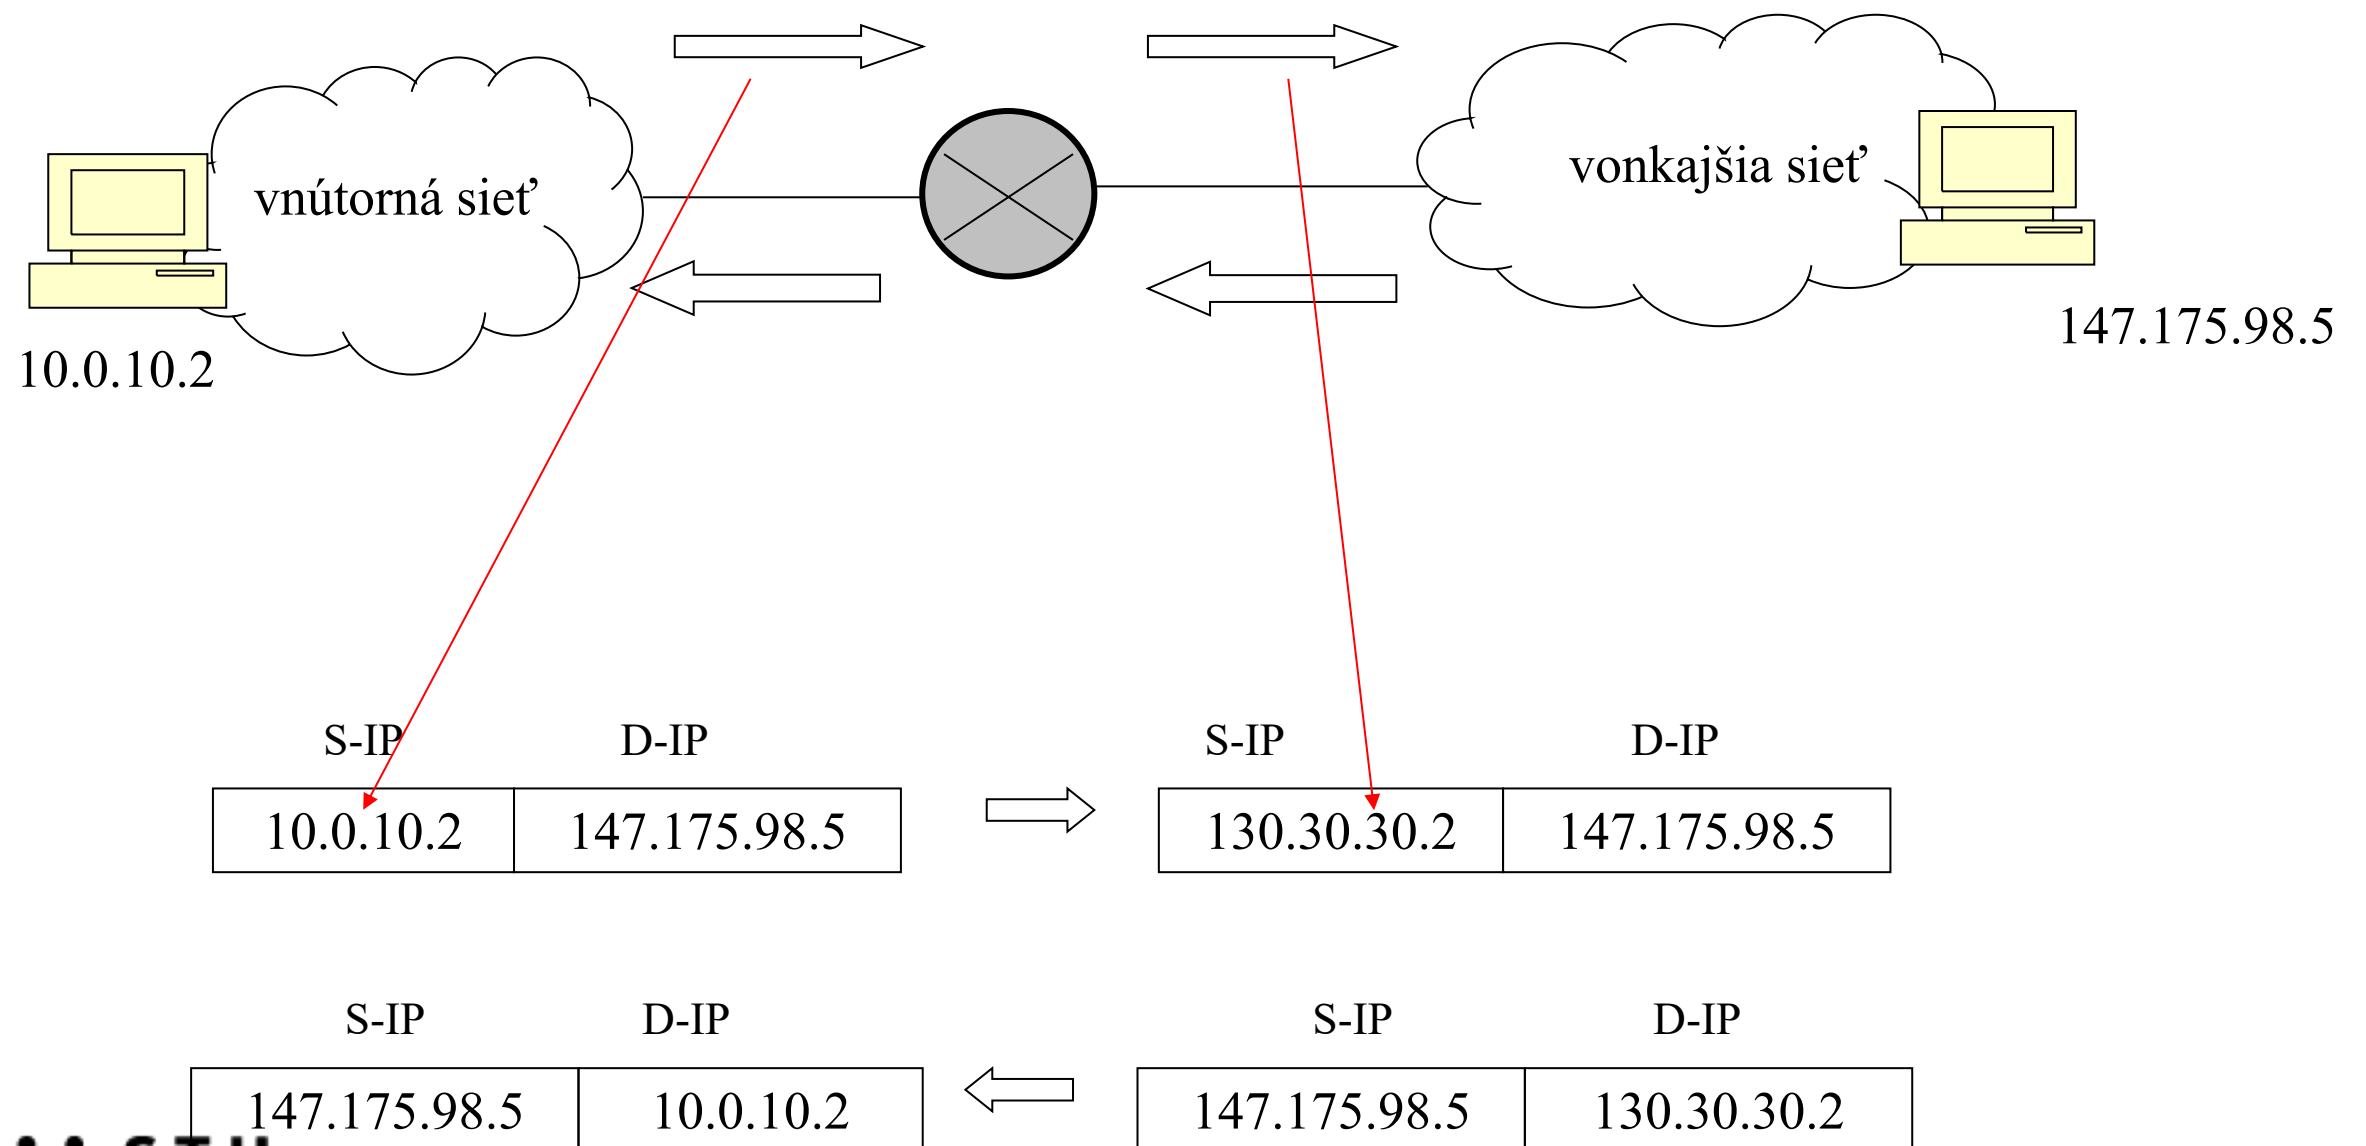 vnútorná sieť
vonkajšia sieť
10.0.10.2
147.175.98.5
S-IP D-IP
S-IP D-IP
10.0.10.2 147.175.98.5
130.30.30.2 147.175.98.5
S-IP D-IP
S-IP D-IP
147.175.98.5 10.0.10.2
147.175.98.5 130.30.30.2